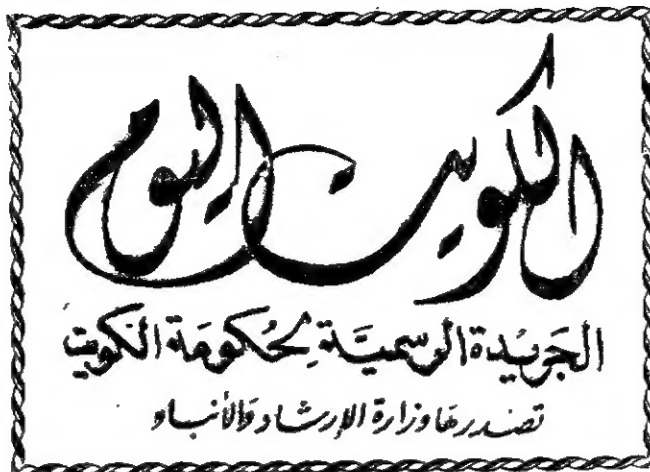 الكويت اليوم
الجريدة الرسمية لحكومة الكويت
تصدرها وزارة الإرشاد والأنباء